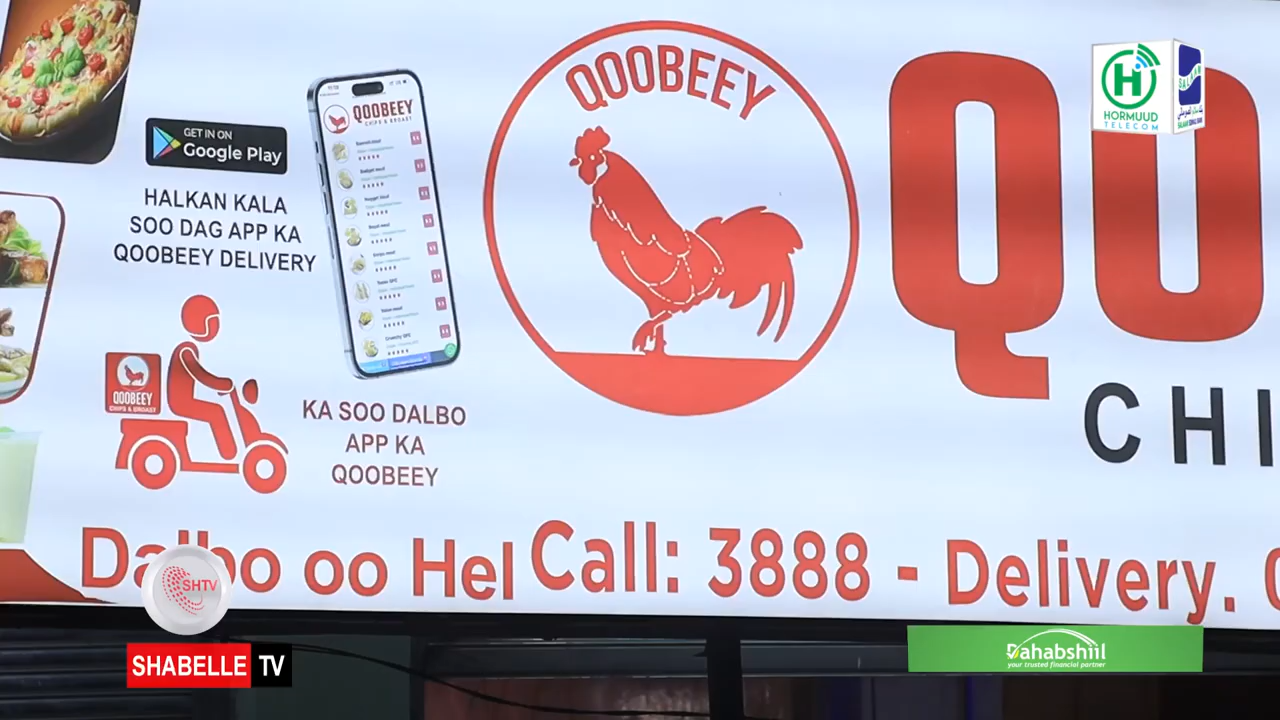 GET IN ON
Google Play
HALKAN KALA
SOO DAG APP KA
QOOBEEY DELIVERY
QOOBEEY
CHIPS & BROAST
QOOBEEY
CHIPS & BROAST
KA SOO DALBO
APP KA
QOOBEEY
QOOBEEY
QO
CHI
Dalbo oo Hel Call: 3888 - Delivery.
HORMUUD
TELECOM
SALAAM
SHTV
SHABELLE TV
Dahabshiil
your trusted financial partner